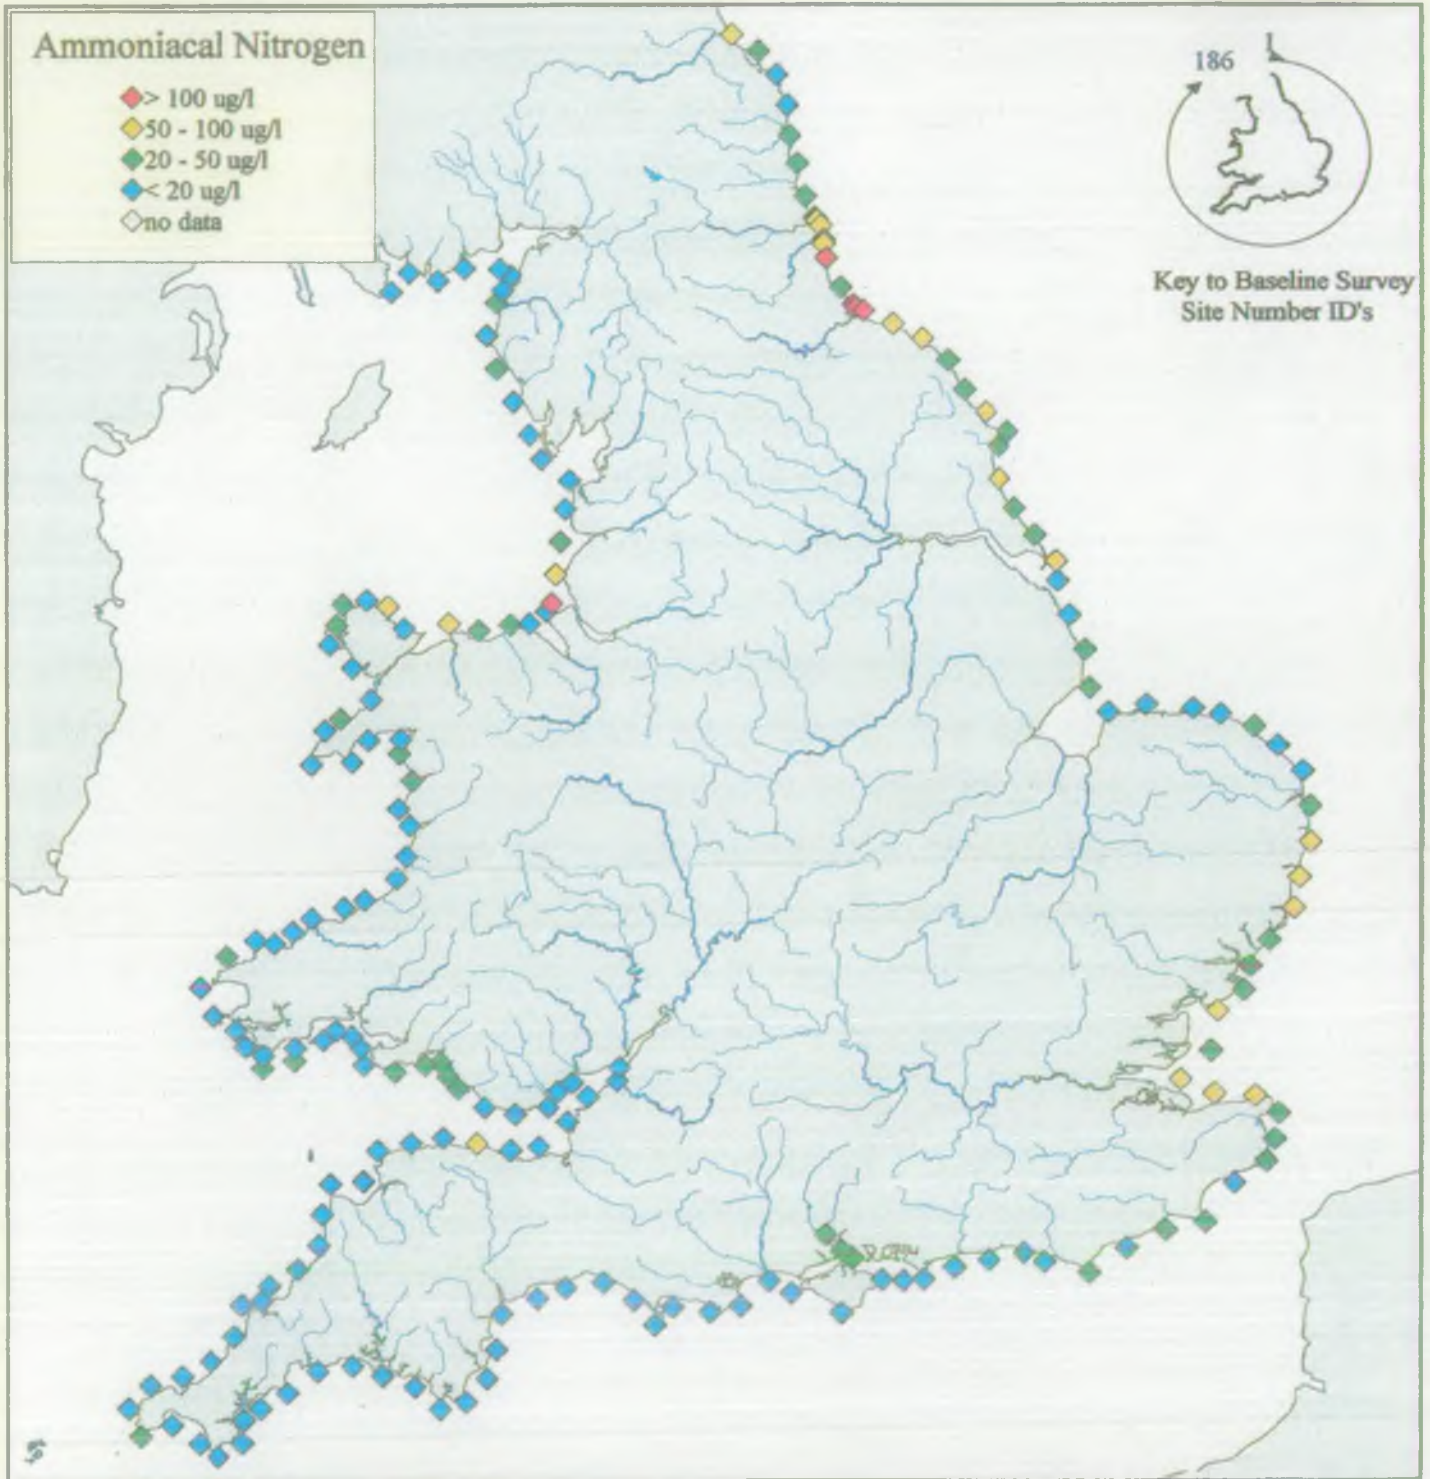 Ammoniacal Nitrogen
> 100 ug/l
50 - 100 ug/l
20 - 50 ug/l
< 20 ug/l
no data
186
Key to Baseline Survey
Site Number ID's